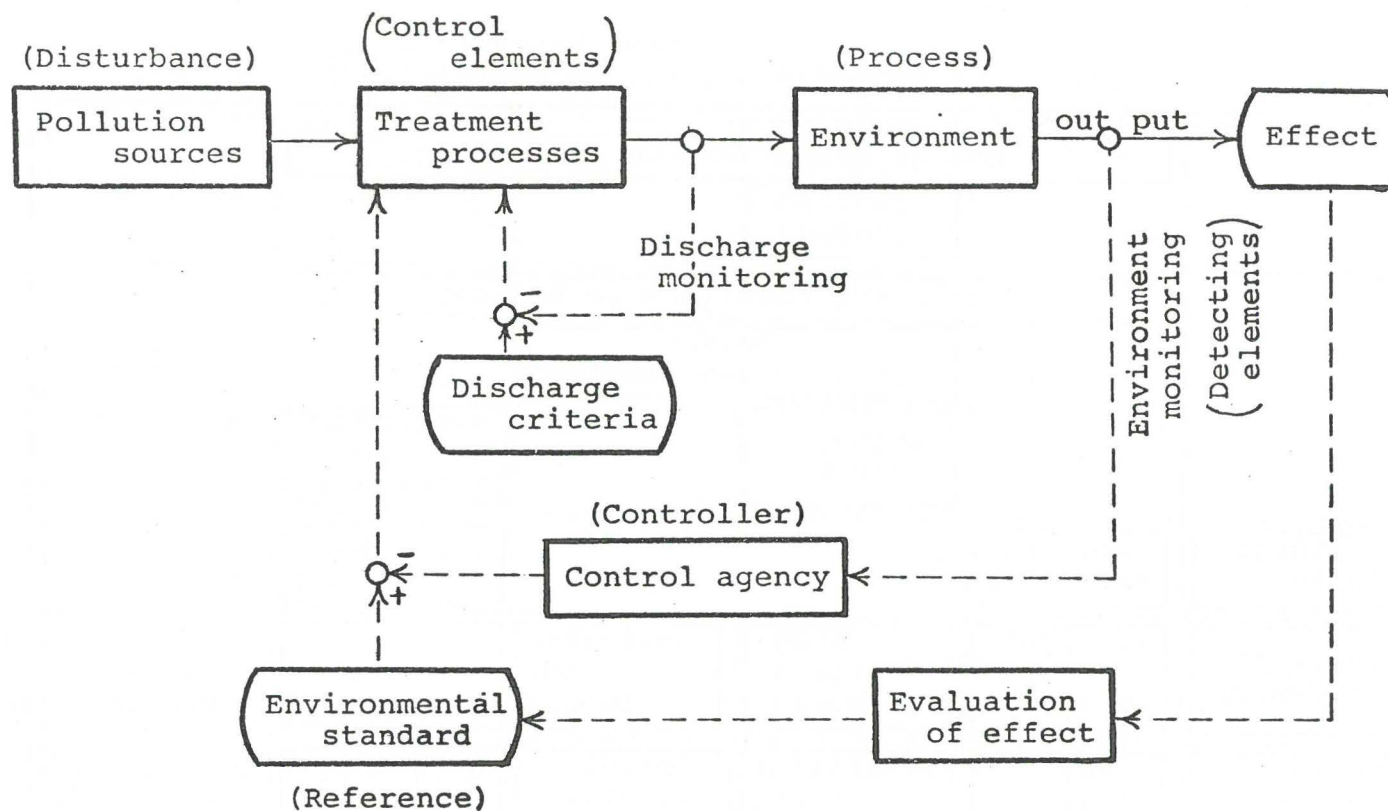 (Disturbance)
(Control
elements)
(Process)
Pollution
sources
Treatment
processes
Environment
out put
Effect
Discharge
monitoring
Environment
monitoring
(Detecting
elements)
-
+
Discharge
criteria
(Controller)
Control agency
-
+
Environmental
standard
(Reference)
Evaluation
of effect